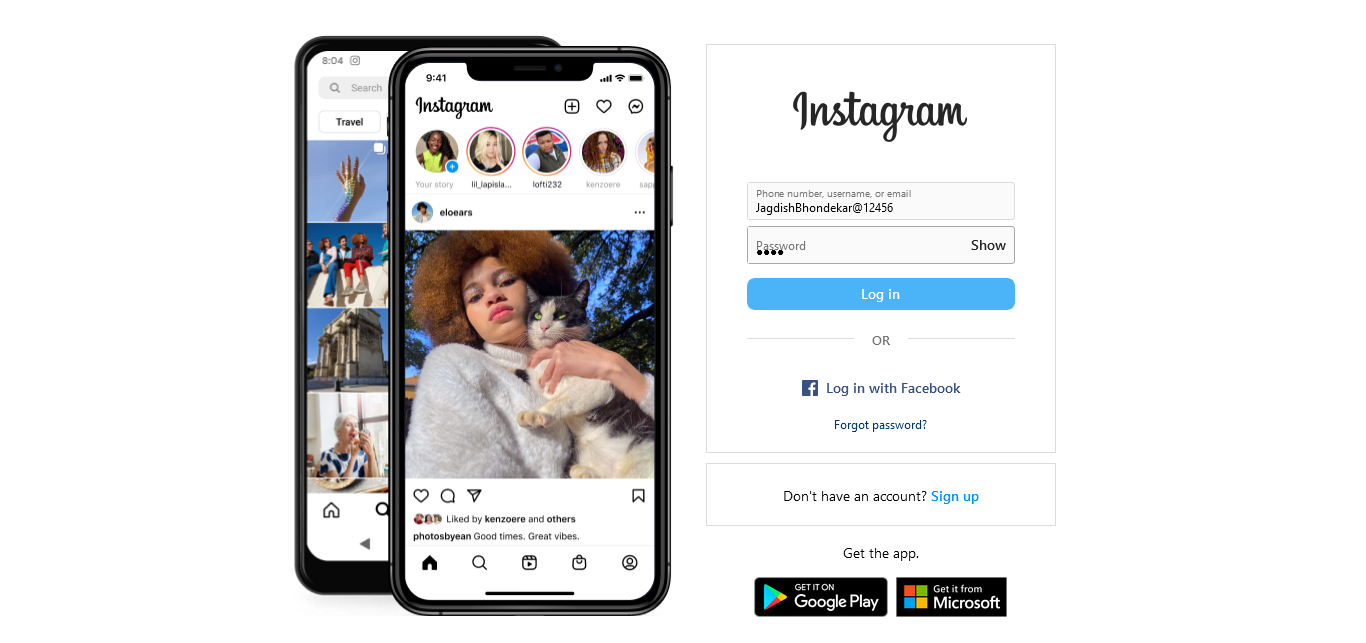 8:04
Search
Travel
9:41
Instagram
Your story
lil_lapisla...
lofti232
kenzoere
sap
eloears
Liked by kenzoere and others
photosbyean Good times. Great vibes.
Instagram
Phone number, username, or email
JagdishBhondekar@12456
Password
Show
Log in
OR
Log in with Facebook
Forgot password?
Don't have an account? Sign up
Get the app.
GET IT ON
Google Play
Get it from
Microsoft